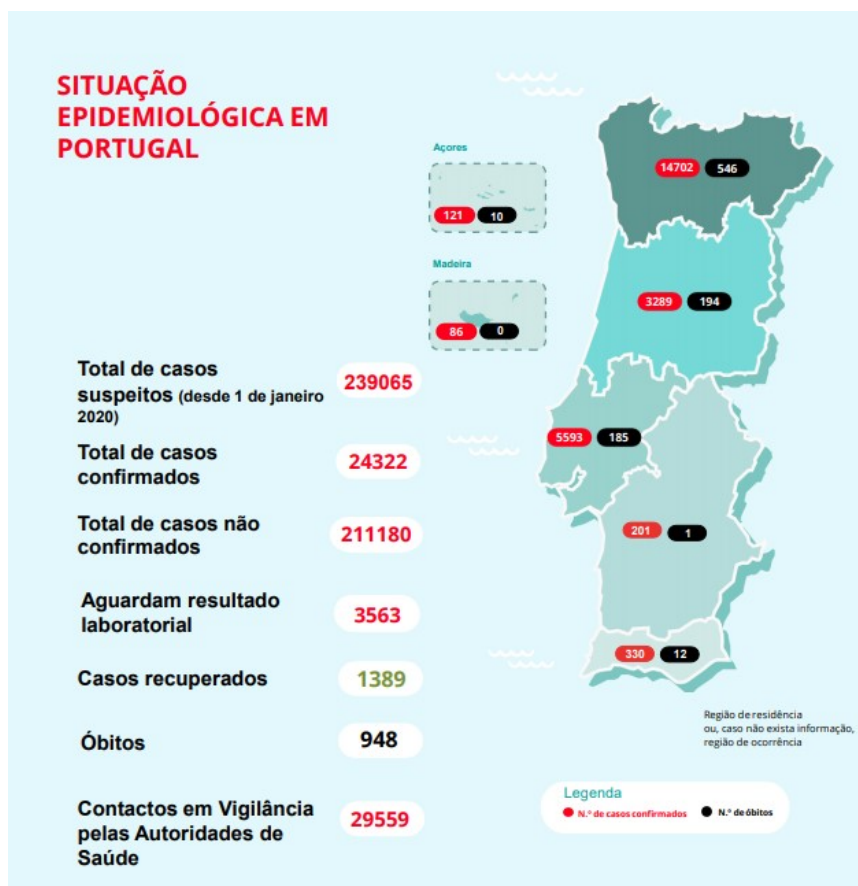 SITUAÇÃO
EPIDEMIOLÓGICA EM
PORTUGAL
Açores
121 10
Madeira
86 0
14702 546
3289 194
5593 185
201 1
330 12
Total de casos
suspeitos (desde 1 de janeiro
2020)
239065
Total de casos
confirmados
24322
Total de casos não
confirmados
211180
Aguardam resultado
laboratorial
3563
Casos recuperados
1389
Óbitos
948
Contactos em Vigilância
pelas Autoridades de
Saúde
29559
Região de residência
ou, caso não exista informação,
região de ocorrência
Legenda
N.º de casos confirmados N.º de óbitos